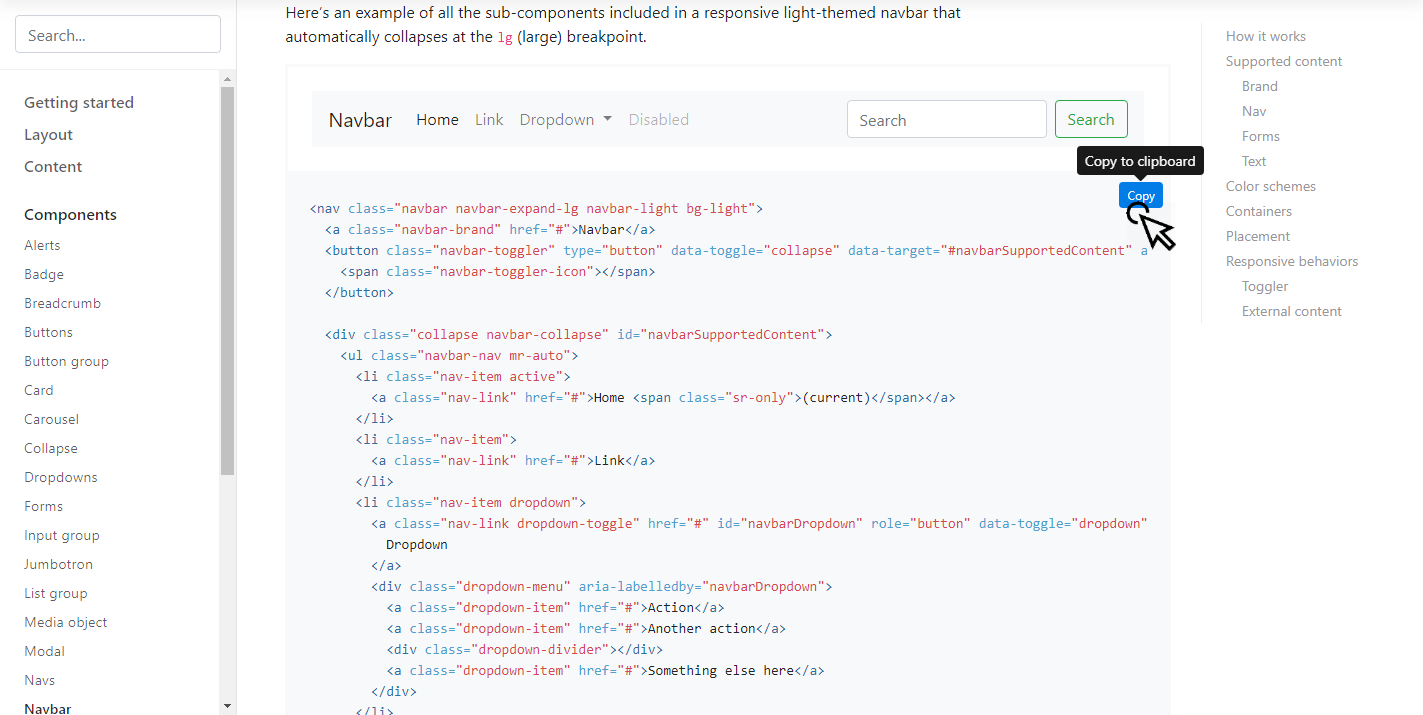 Search...
Getting started
Layout
Content
Components
Alerts
Badge
Breadcrumb
Buttons
Button group
Card
Carousel
Collapse
Dropdowns
Forms
Input group
Jumbotron
List group
Media object
Modal
Navs
Navbar
Here's an example of all the sub-components included in a responsive light-themed navbar that
automatically collapses at the lg (large) breakpoint.
Navbar Home Link Dropdown Disabled Search Search
Copy to clipboard
Copy
<nav class="navbar navbar-expand-lg navbar-light bg-light">
  <a class="navbar-brand" href="#">Navbar</a>
  <button class="navbar-toggler" type="button" data-toggle="collapse" data-target="#navbarSupportedContent" a
    <span class="navbar-toggler-icon"></span>
  </button>
  <div class="collapse navbar-collapse" id="navbarSupportedContent">
    <ul class="navbar-nav mr-auto">
      <li class="nav-item active">
        <a class="nav-link" href="#">Home <span class="sr-only">(current)</span></a>
      </li>
      <li class="nav-item">
        <a class="nav-link" href="#">Link</a>
      </li>
      <li class="nav-item dropdown">
        <a class="nav-link dropdown-toggle" href="#" id="navbarDropdown" role="button" data-toggle="dropdown"
          Dropdown
        </a>
        <div class="dropdown-menu" aria-labelledby="navbarDropdown">
          <a class="dropdown-item" href="#">Action</a>
          <a class="dropdown-item" href="#">Another action</a>
          <div class="dropdown-divider"></div>
          <a class="dropdown-item" href="#">Something else here</a>
        </div>
      </li>
How it works
Supported content
Brand
Nav
Forms
Text
Color schemes
Containers
Placement
Responsive behaviors
Toggler
External content